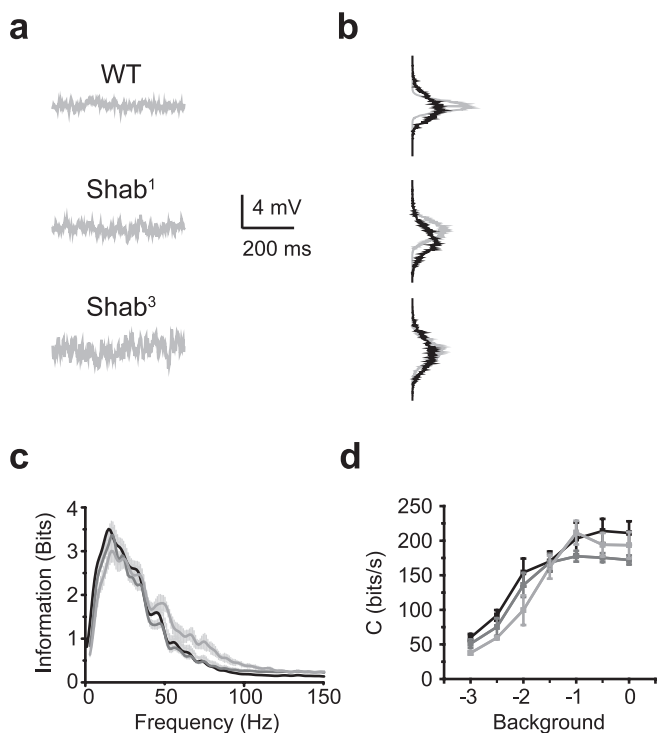 a
b
WT
Shab¹
4 mV
200 ms
Shab³
c
d
Information (Bits)
4
3
2
1
0
0
50
100
150
Frequency (Hz)
C (bits/s)
250
200
150
100
50
0
-3
-2
-1
0
Background